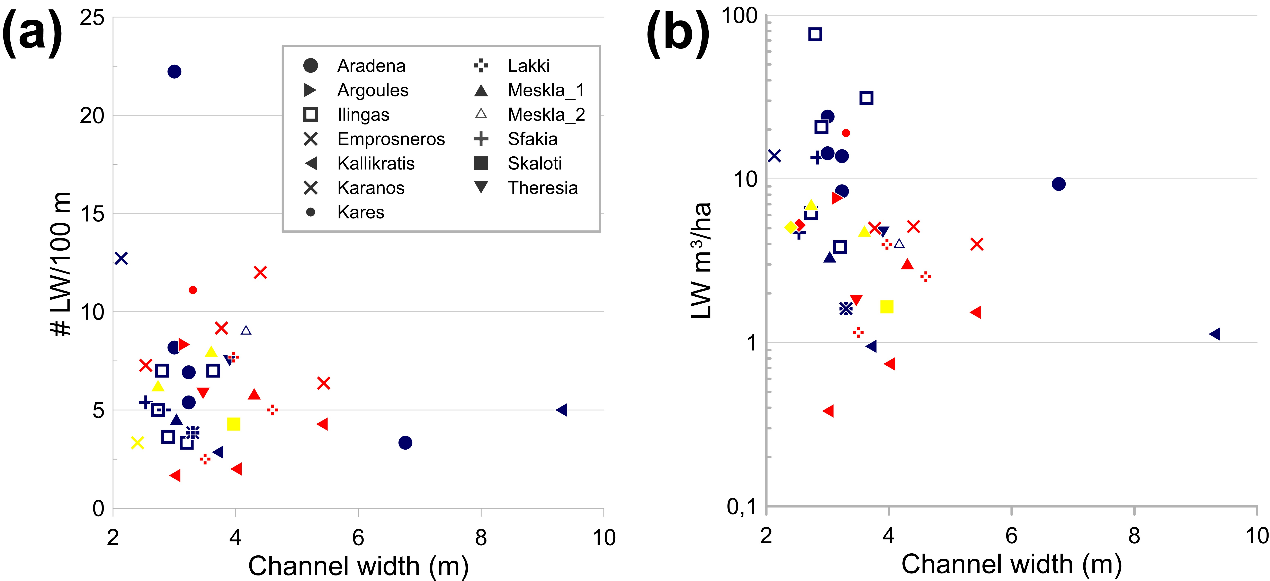 (a)
25
20
15
10
5
0
# LW/100 m
2 4 6 8 10
Channel width (m)
Aradena
Argoules
Ilingas
Emprosneros
Kallikratis
Karanos
Kares
Lakki
Meskla_1
Meskla_2
Sfakia
Skaloti
Theresia
(b)
100
10
1
0,1
LW m³/ha
2 4 6 8 10
Channel width (m)